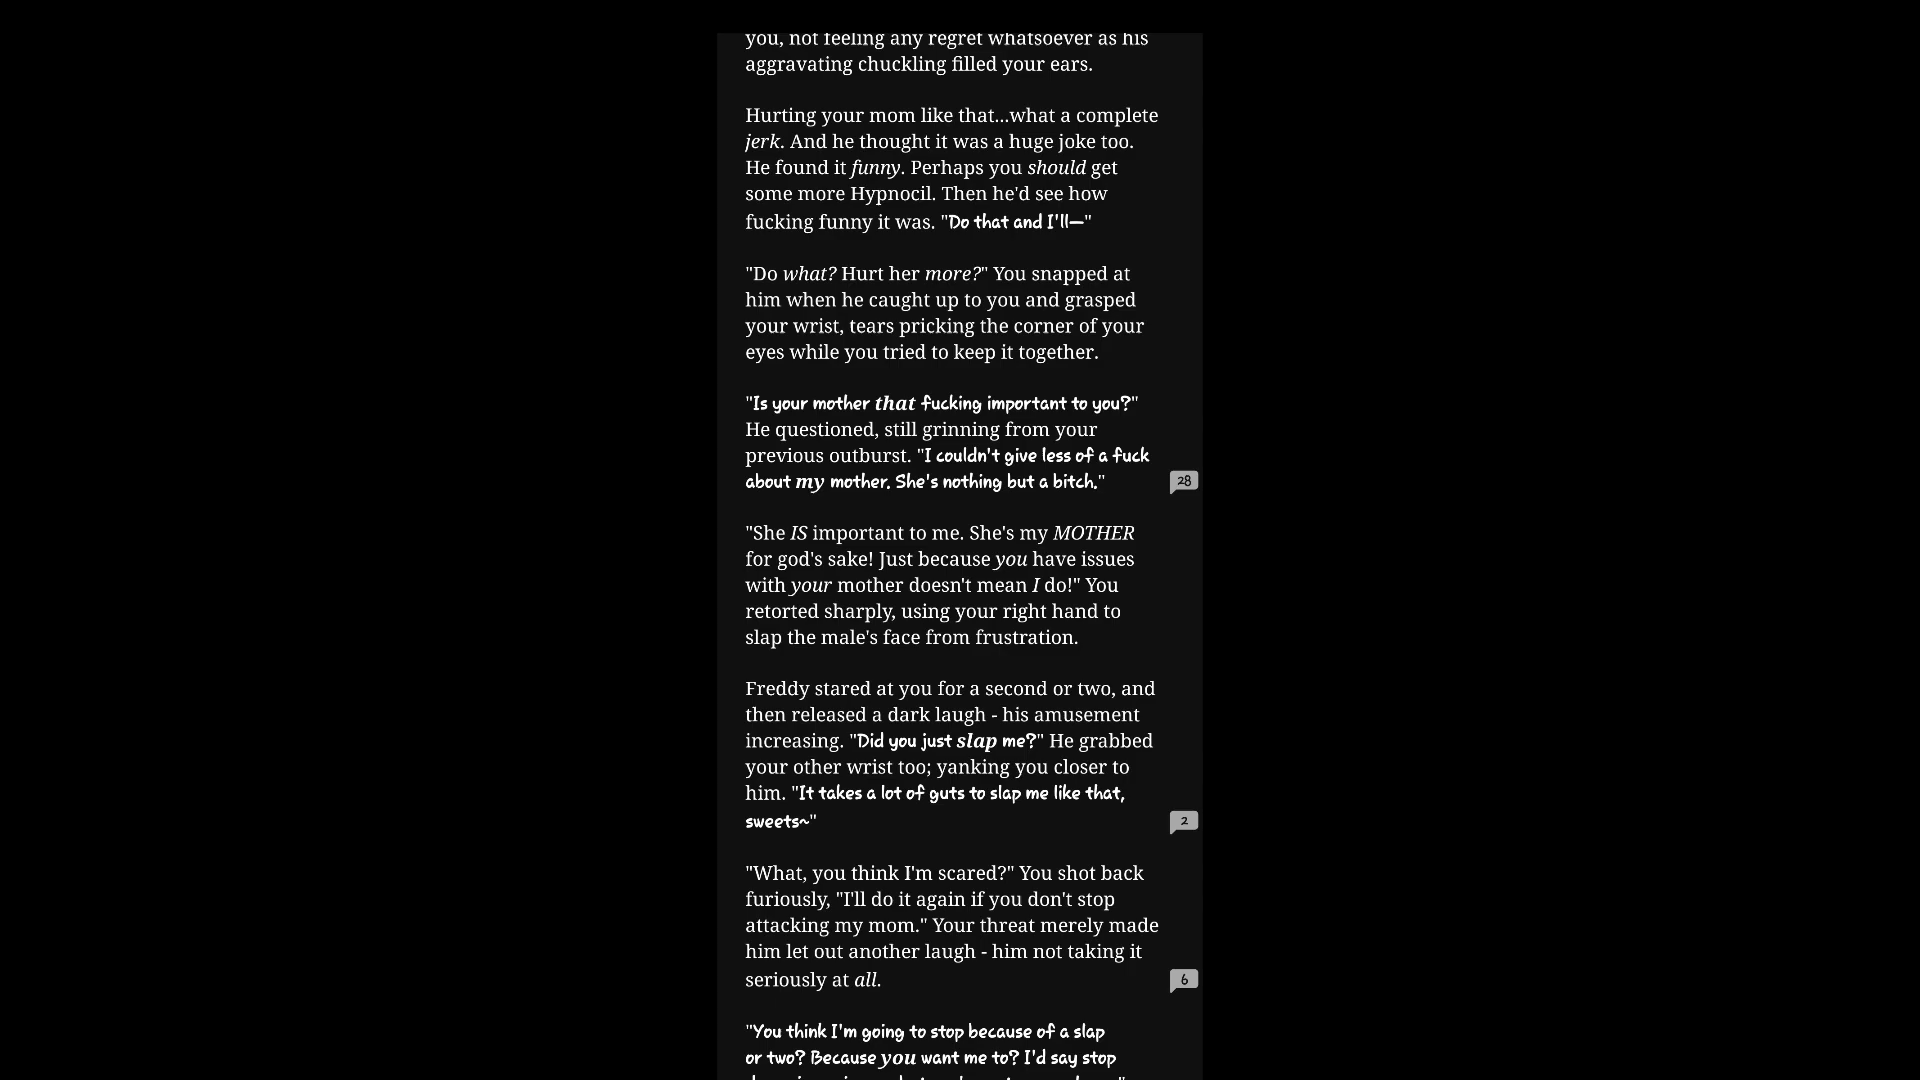 you, not feeling any regret whatsoever as his
aggravating chuckling filled your ears.
Hurting your mom like that...what a complete
jerk. And he thought it was a huge joke too.
He found it funny. Perhaps you should get
some more Hypnocil. Then he'd see how
fucking funny it was. "Do that and I'll—"
"Do what? Hurt her more?" You snapped at
him when he caught up to you and grasped
your wrist, tears pricking the corner of your
eyes while you tried to keep it together.
"Is your mother that fucking important to you?"
He questioned, still grinning from your
previous outburst. "I couldn't give less of a fuck
about my mother. She's nothing but a bitch."
28
"She IS important to me. She's my MOTHER
for god's sake! Just because you have issues
with your mother doesn't mean I do!" You
retorted sharply, using your right hand to
slap the male's face from frustration.
Freddy stared at you for a second or two, and
then released a dark laugh - his amusement
increasing. "Did you just slap me?" He grabbed
your other wrist too; yanking you closer to
him. "It takes a lot of guts to slap me like that,
sweets~"
2
"What, you think I'm scared?" You shot back
furiously, "I'll do it again if you don't stop
attacking my mom." Your threat merely made
him let out another laugh - him not taking it
seriously at all.
6
"You think I'm going to stop because of a slap
or two? Because you want me to? I'd say stop